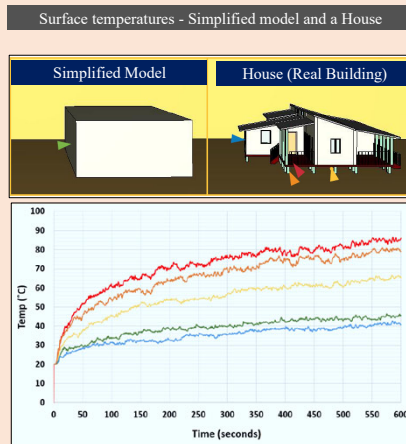 Surface temperatures - Simplified model and a House
Simplified Model
House (Real Building)
100
90
80
70
60
50
40
30
20
10
0
Temp (°C)
0 50 100 150 200 250 300 350 400 450 500 550 600
Time (seconds)